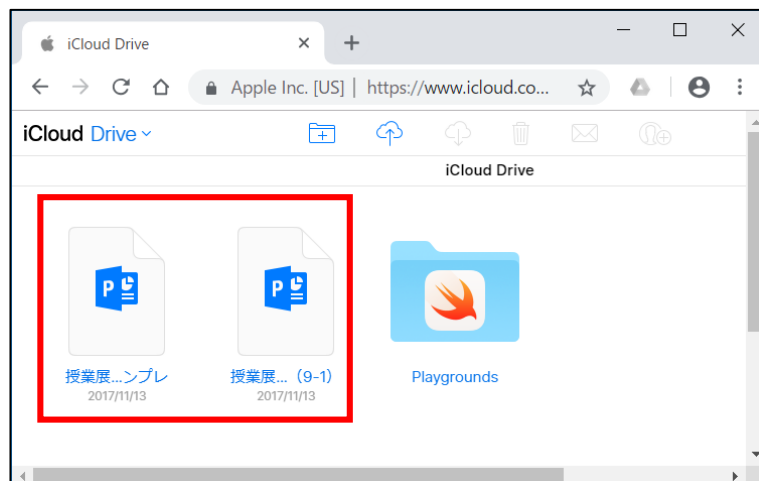 iCloud Drive
Apple Inc. [US] | https://www.icloud.co...
iCloud Drive
iCloud Drive
P
P
授業展...ンプレ
2017/11/13
授業展...（9-1）
2017/11/13
Playgrounds